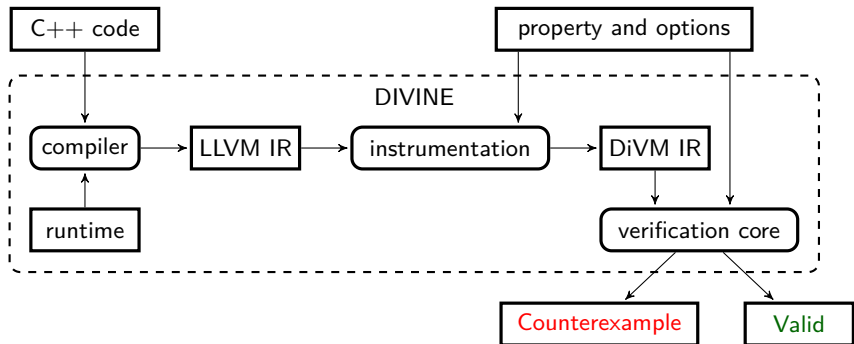 C++ code
property and options
DIVINE
compiler
LLVM IR
instrumentation
DiVM IR
runtime
verification core
Counterexample
Valid